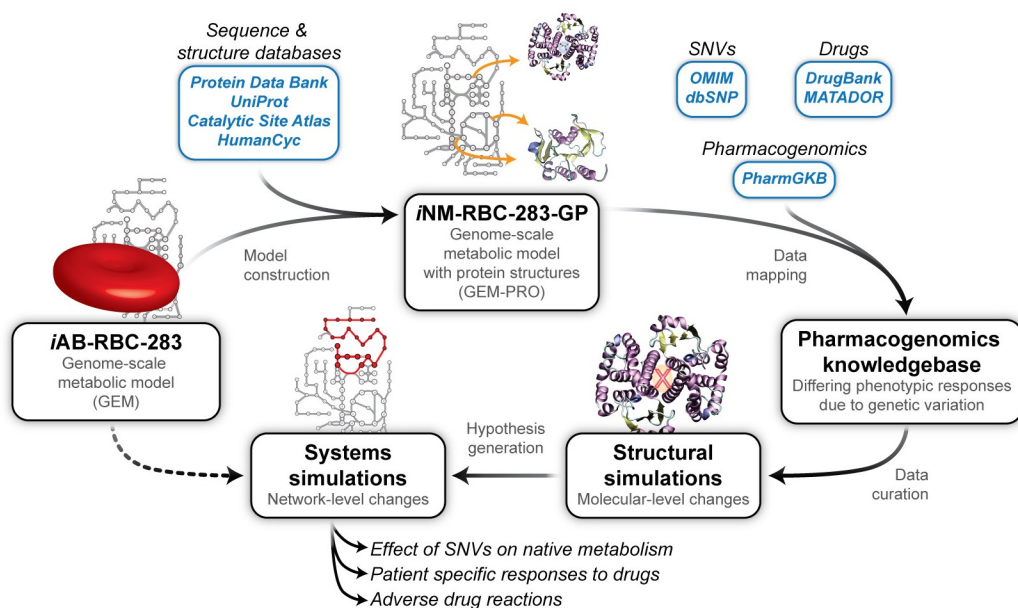 Sequence &
structure databases
Protein Data Bank
UniProt
Catalytic Site Atlas
HumanCyc
SNVs
OMIM
dbSNP
Drugs
DrugBank
MATADOR
Pharmacogenomics
PharmGKB
iNM-RBC-283-GP
Genome-scale
metabolic model
with protein structures
(GEM-PRO)
Model
construction
Data
mapping
iAB-RBC-283
Genome-scale
metabolic model
(GEM)
Pharmacogenomics
knowledgebase
Differing phenotypic responses
due to genetic variation
Hypothesis
generation
Systems
simulations
Network-level changes
Structural
simulations
Molecular-level changes
Data
curation
Effect of SNVs on native metabolism
Patient specific responses to drugs
Adverse drug reactions